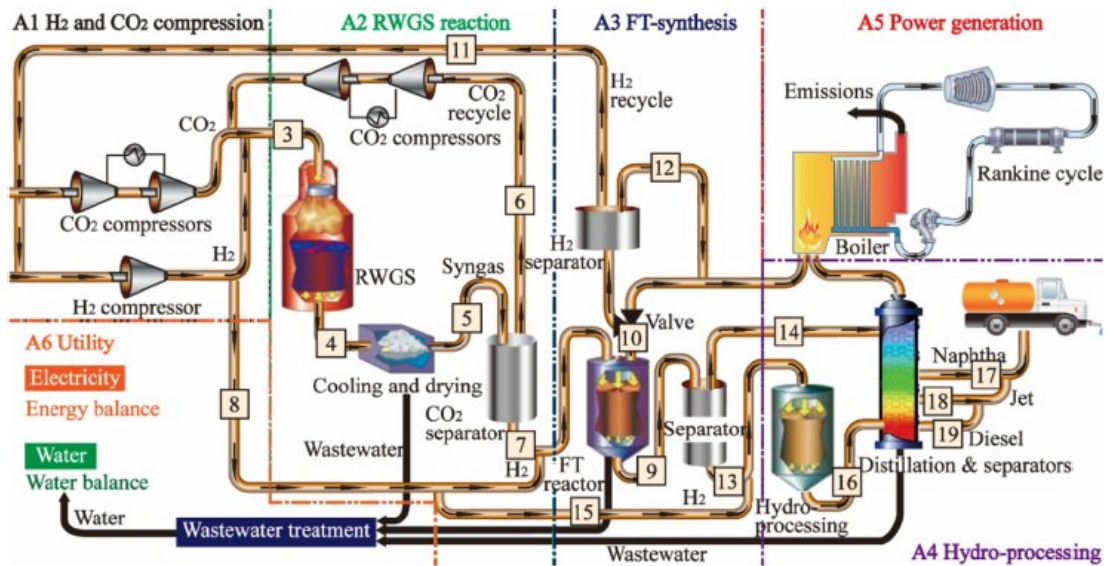 A1 H₂ and CO₂ compression
A2 RWGS reaction
A3 FT-synthesis
A5 Power generation
11
H₂ recycle
CO₂ recycle
CO₂
3
CO₂ compressors
12
Emissions
Rankine cycle
Boiler
CO₂ compressors
6
H₂ separator
H₂
Syngas
RWGS
H₂ compressor
5
Valve
10
14
4
A6 Utility
Electricity
Energy balance
Cooling and drying
CO₂ separator
Separator
Naphtha
17
18
Jet
19
Diesel
8
7
H₂
FT reactor
9
13
H₂
16
Distillation & separators
Wastewater
Water
Water balance
15
Hydro-processing
Water
Wastewater treatment
Wastewater
A4 Hydro-processing